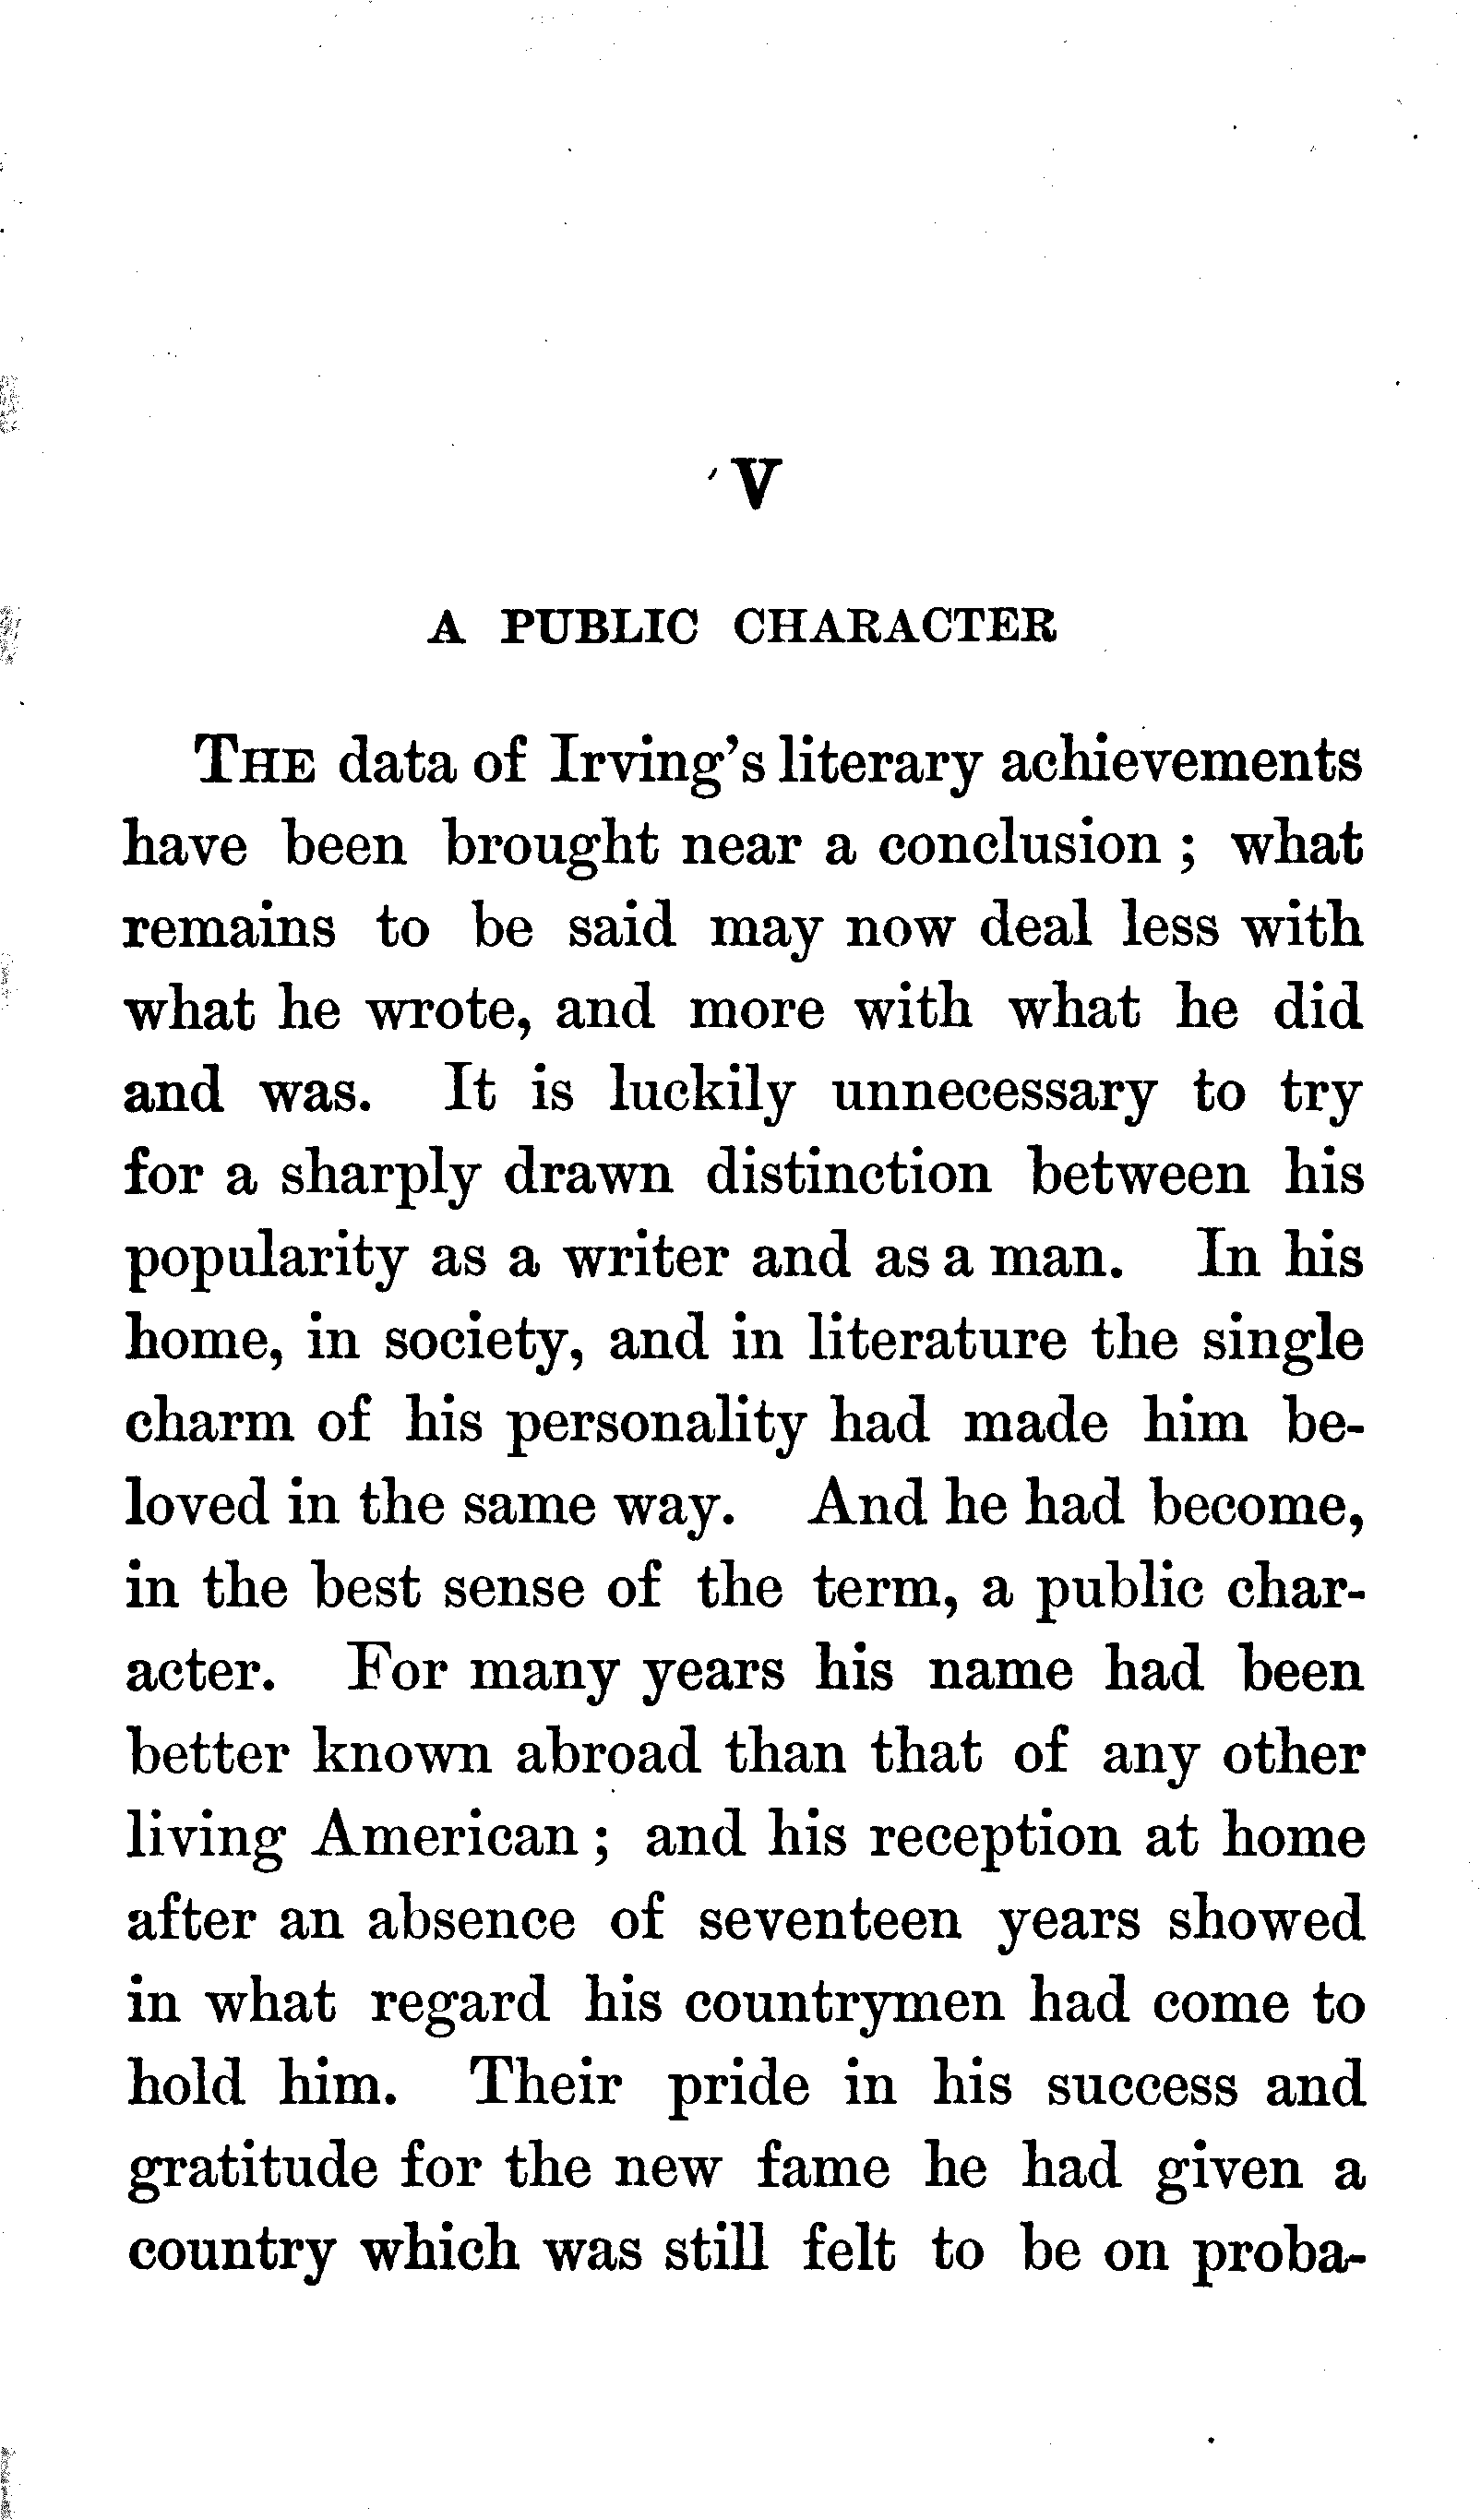 V
A PUBLIC CHARACTER
THE data of Irving's literary achievements
have been brought near a conclusion ; what
remains to be said may now deal less with
what he wrote, and more with what he did
and was. It is luckily unnecessary to try
for a sharply drawn distinction between his
popularity as a writer and as a man. In his
home, in society, and in literature the single
charm of his personality had made him be-
loved in the same way. And he had become,
in the best sense of the term, a public char-
acter. For many years his name had been
better known abroad than that of any other
living American ; and his reception at home
after an absence of seventeen years showed
in what regard his countrymen had come to
hold him. Their pride in his success and
gratitude for the new fame he had given a
country which was still felt to be on proba-